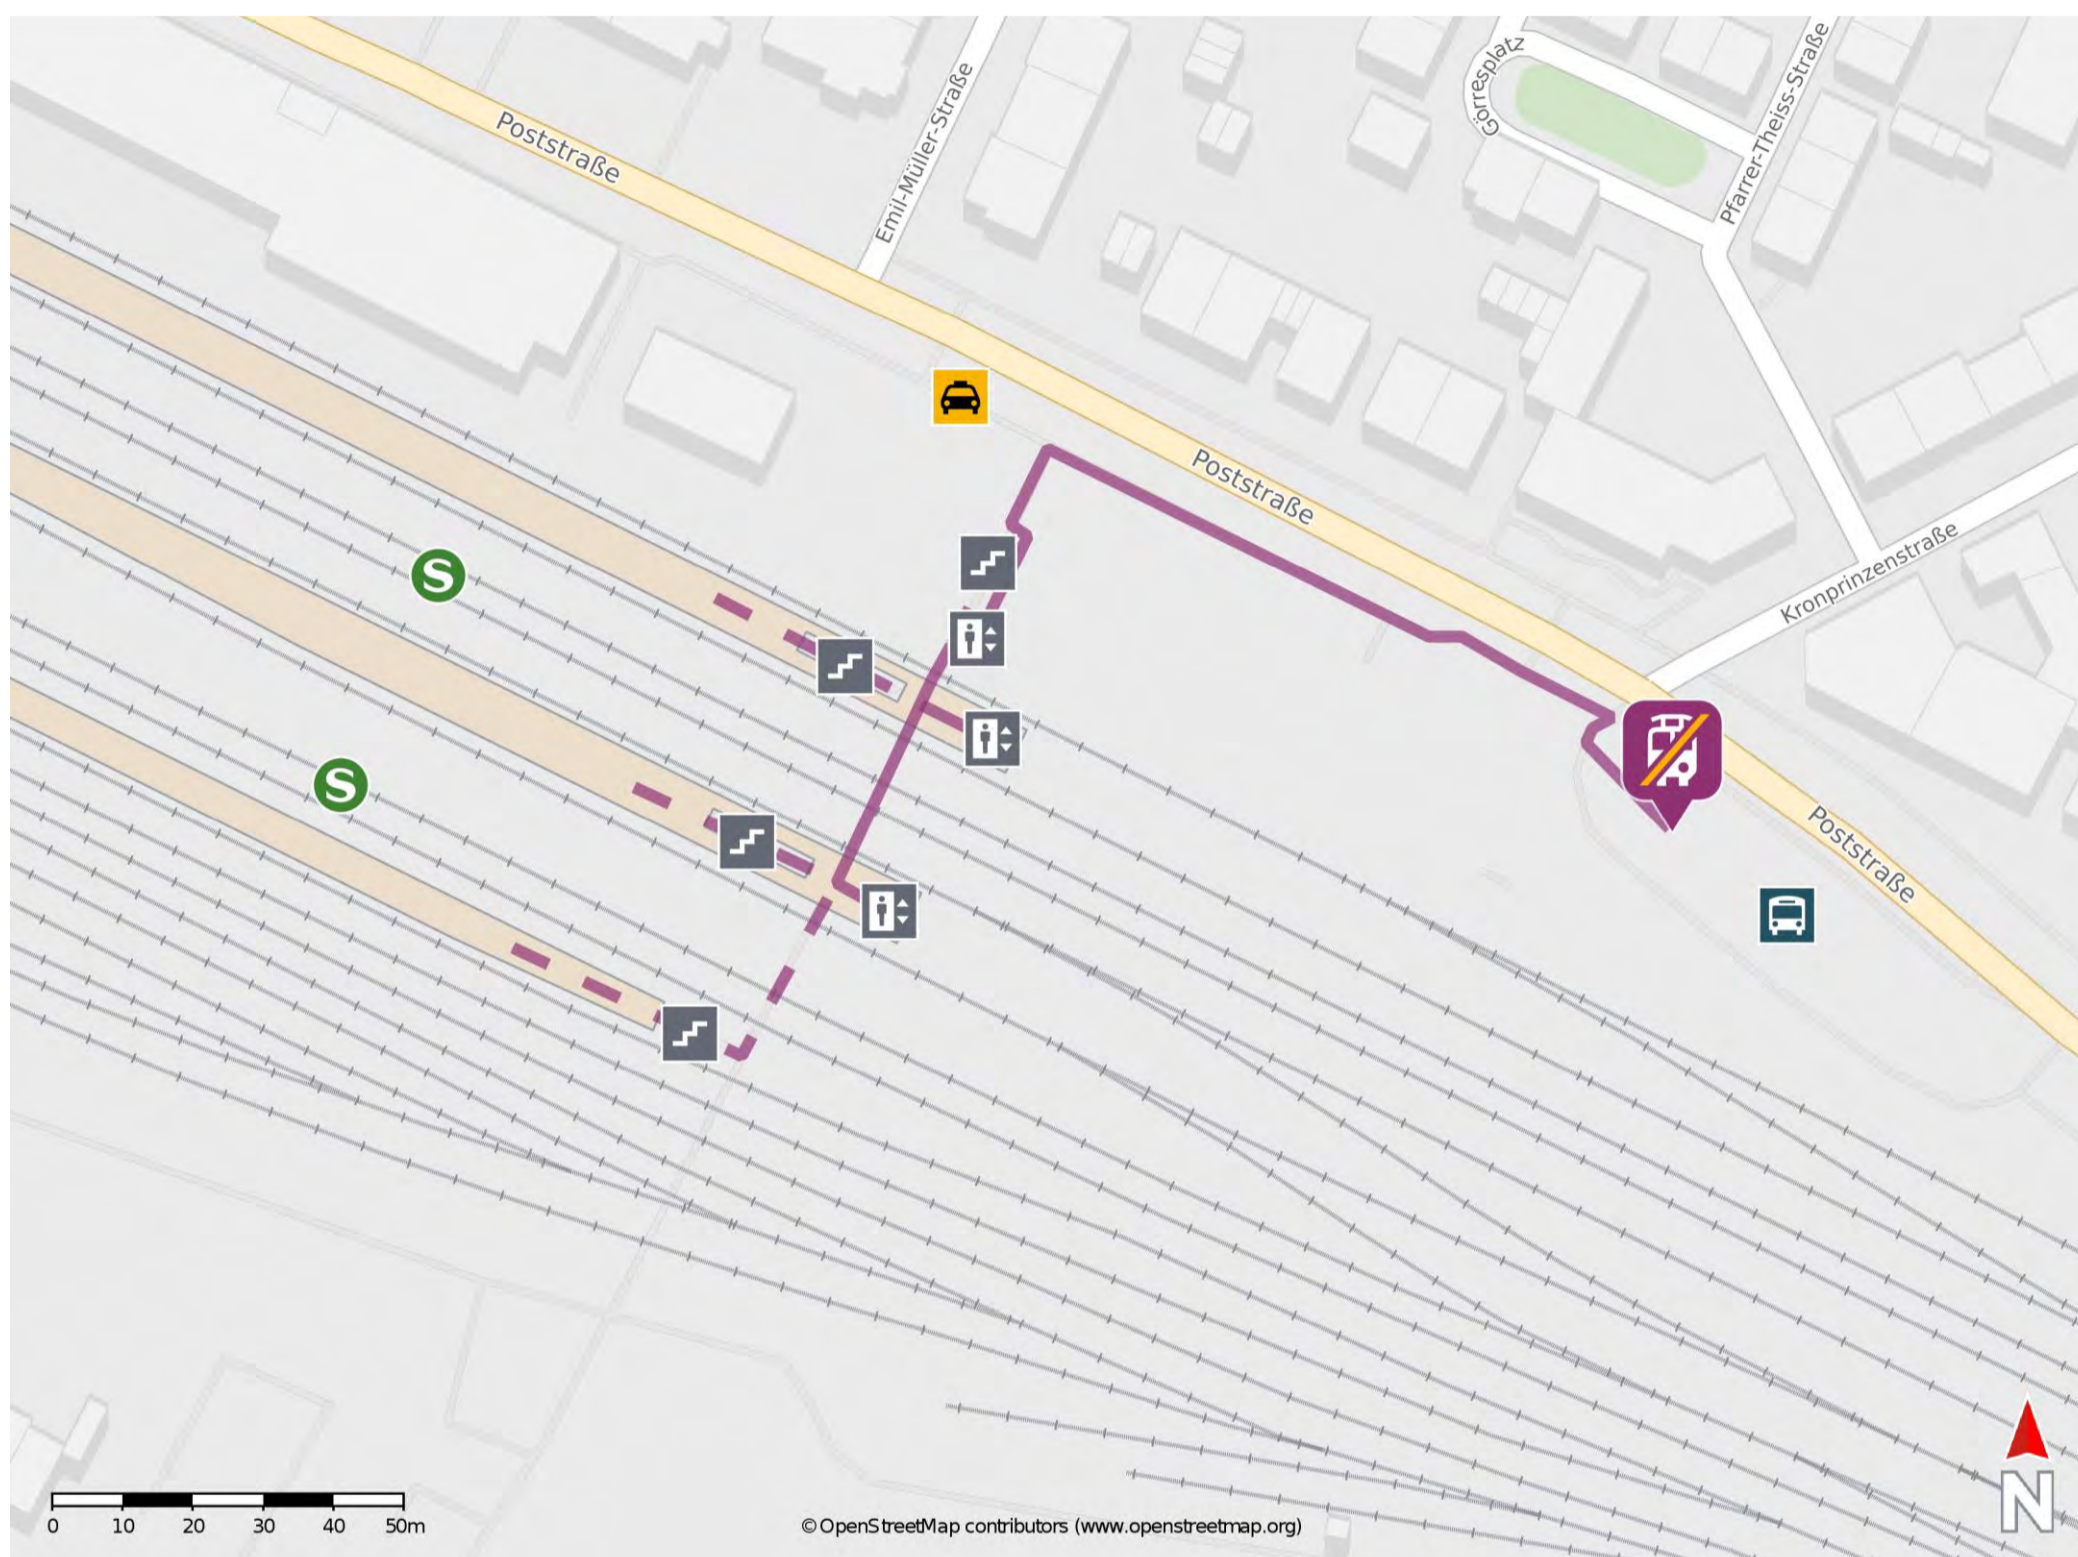 Görresplatz
Pfarrer-Theiss-Straße
Emil-Müller-Straße
Poststraße
Poststraße
Kronprinzenstraße
S
S
Poststraße
N
0 10 20 30 40 50m
©OpenStreetMap contributors (www.openstreetmap.org)